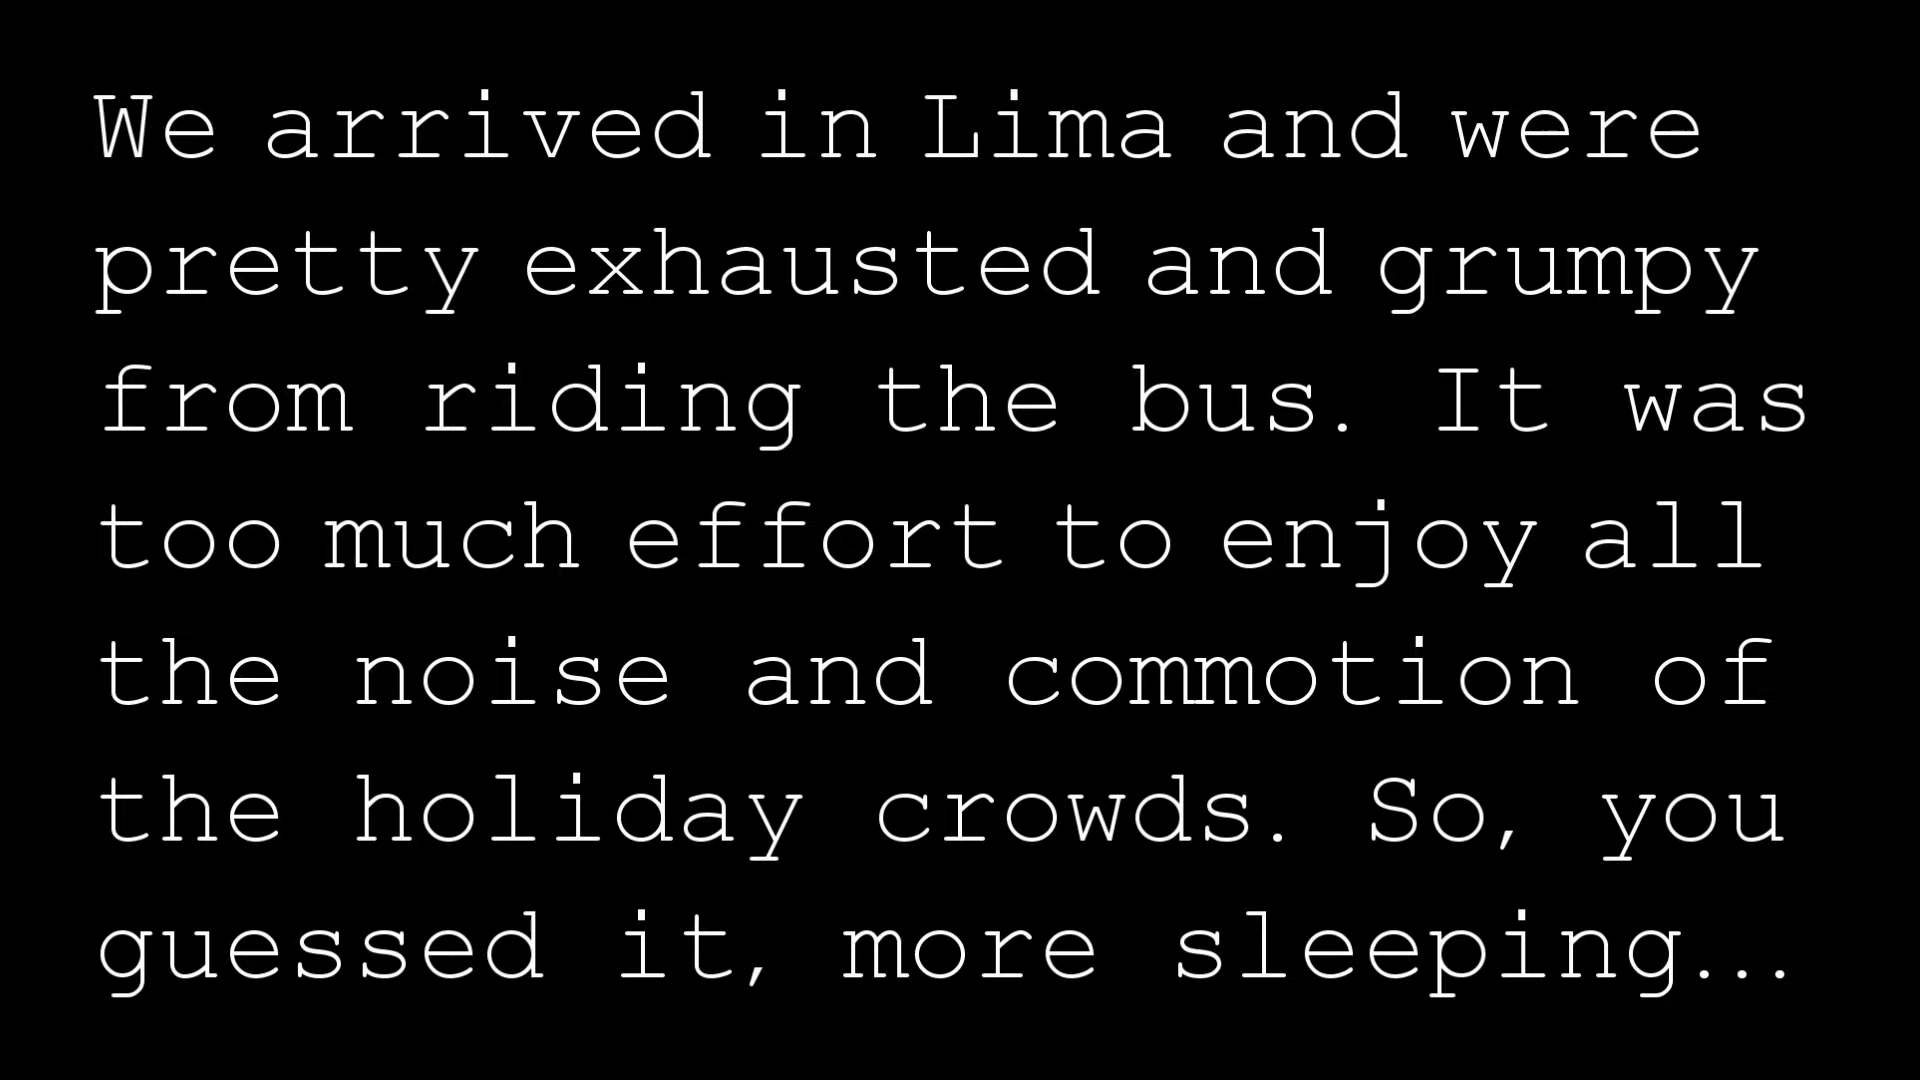 We arrived in Lima and were
pretty exhausted and grumpy
from riding the bus. It was
too much effort to enjoy all
the noise and commotion of
the holiday crowds. So, you
guessed it, more sleeping...